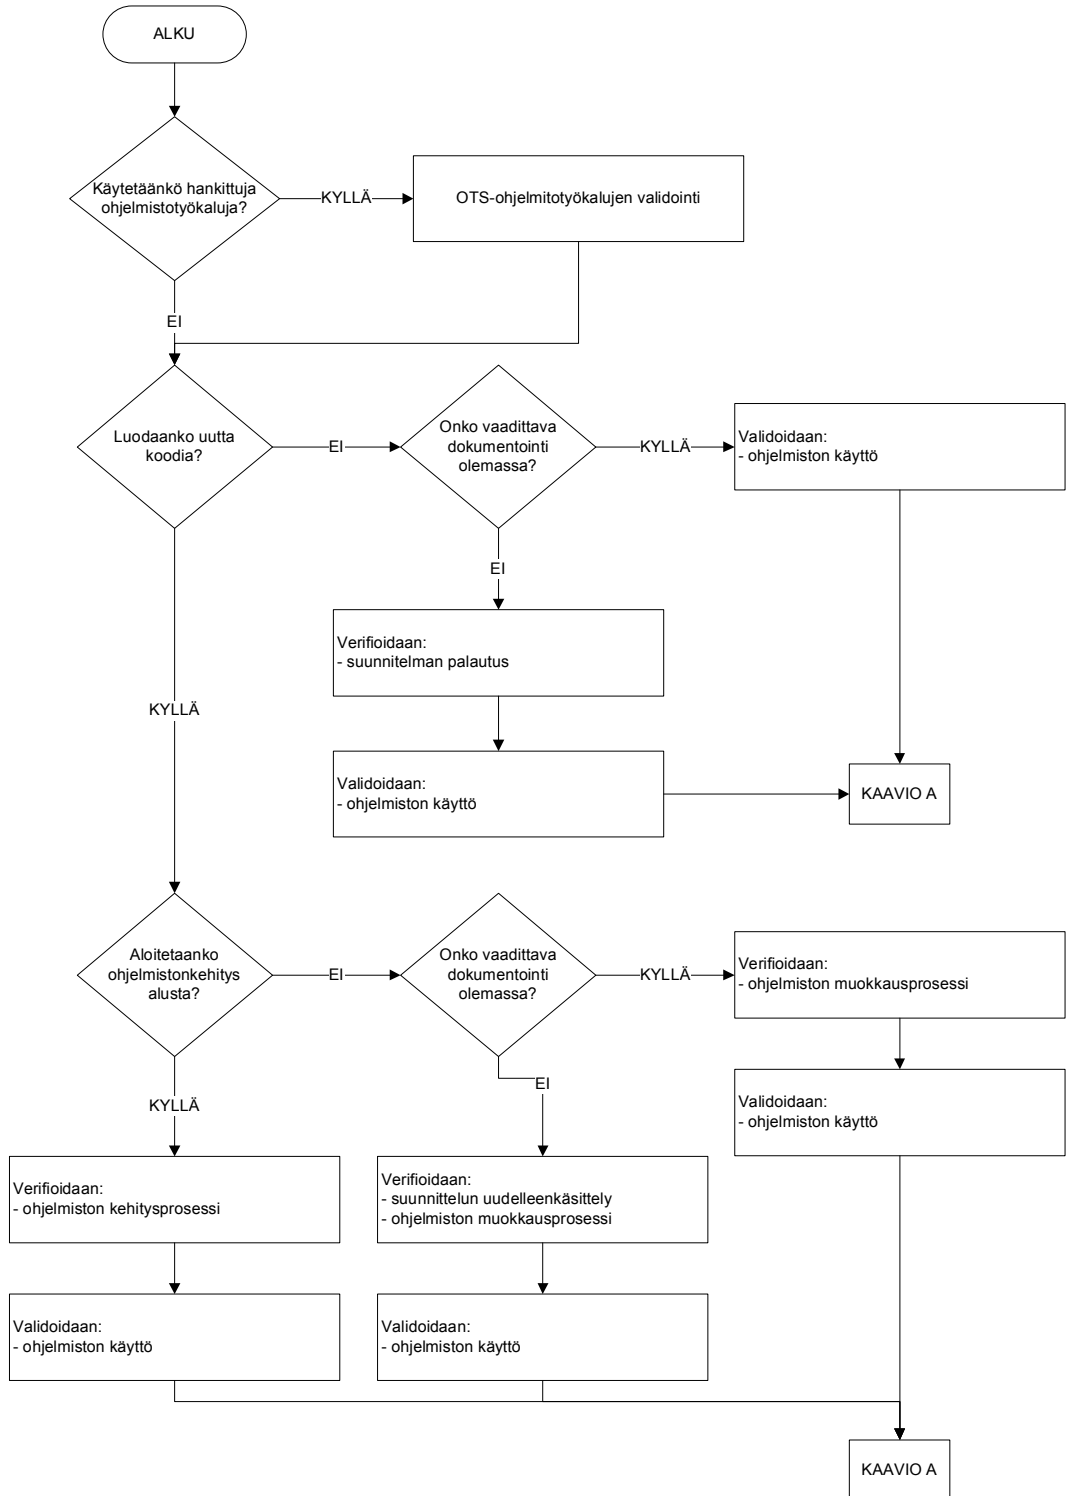 ALKU
Käytetäänkö hankittuja
ohjelmistotyökaluja?
KYLLÄ
OTS-ohjelmitotyökalujen validointi
EI
Luodaanko uutta
koodia?
EI
Onko vaadittava
dokumentointi
olemassa?
KYLLÄ
Validoidaan:
- ohjelmiston käyttö
EI
Verifioidaan:
- suunnitelman palautus
KYLLÄ
Validoidaan:
- ohjelmiston käyttö
KAAVIO A
Aloitetaanko
ohjelmistonkehitys
alusta?
EI
Onko vaadittava
dokumentointi
olemassa?
KYLLÄ
Verifioidaan:
- ohjelmiston muokkausprosessi
EI
KYLLÄ
Validoidaan:
- ohjelmiston käyttö
Verifioidaan:
- ohjelmiston kehitysprosessi
Verifioidaan:
- suunnittelun uudelleenkäsittely
- ohjelmiston muokkausprosessi
Validoidaan:
- ohjelmiston käyttö
Validoidaan:
- ohjelmiston käyttö
KAAVIO A